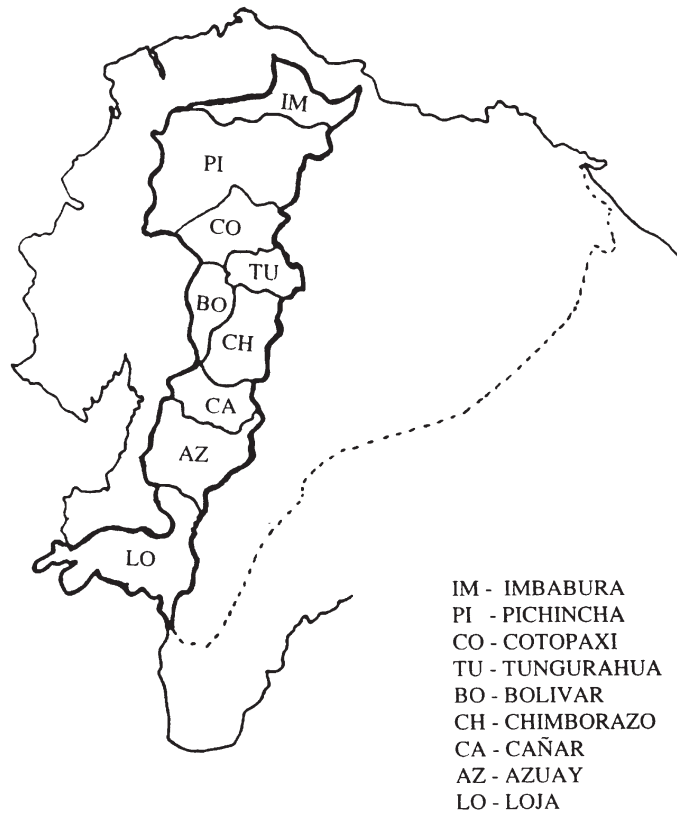 IM
PI
CO
TU
BO
CH
CA
AZ
LO
IM - IMBABURA
PI - PICHINCHA
CO - COTOPAXI
TU - TUNGURAHUA
BO - BOLIVAR
CH - CHIMBORAZO
CA - CAÑAR
AZ - AZUAY
LO - LOJA